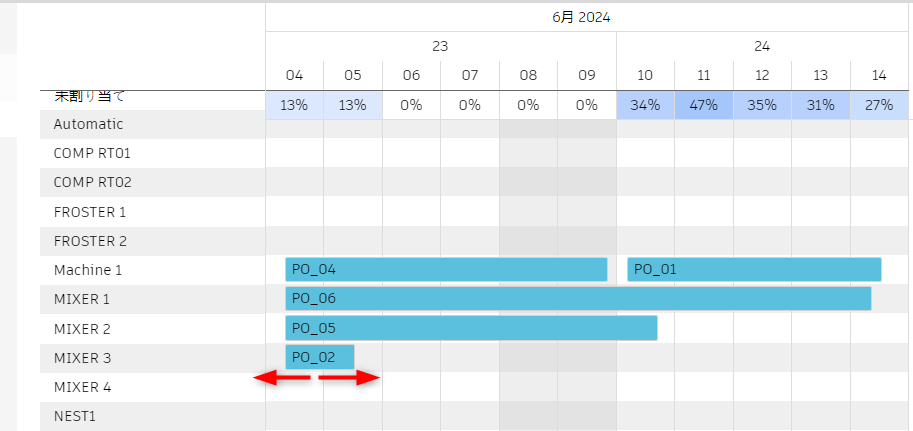 6月 2024
23 24
04 05 06 07 08 09 10 11 12 13 14
未割り当て 13% 13% 0% 0% 0% 0% 34% 47% 35% 31% 27%
Automatic
COMP RT01
COMP RT02
FROSTER 1
FROSTER 2
Machine 1 PO_04 PO_01
MIXER 1 PO_06
MIXER 2 PO_05
MIXER 3 PO_02
MIXER 4
NEST1